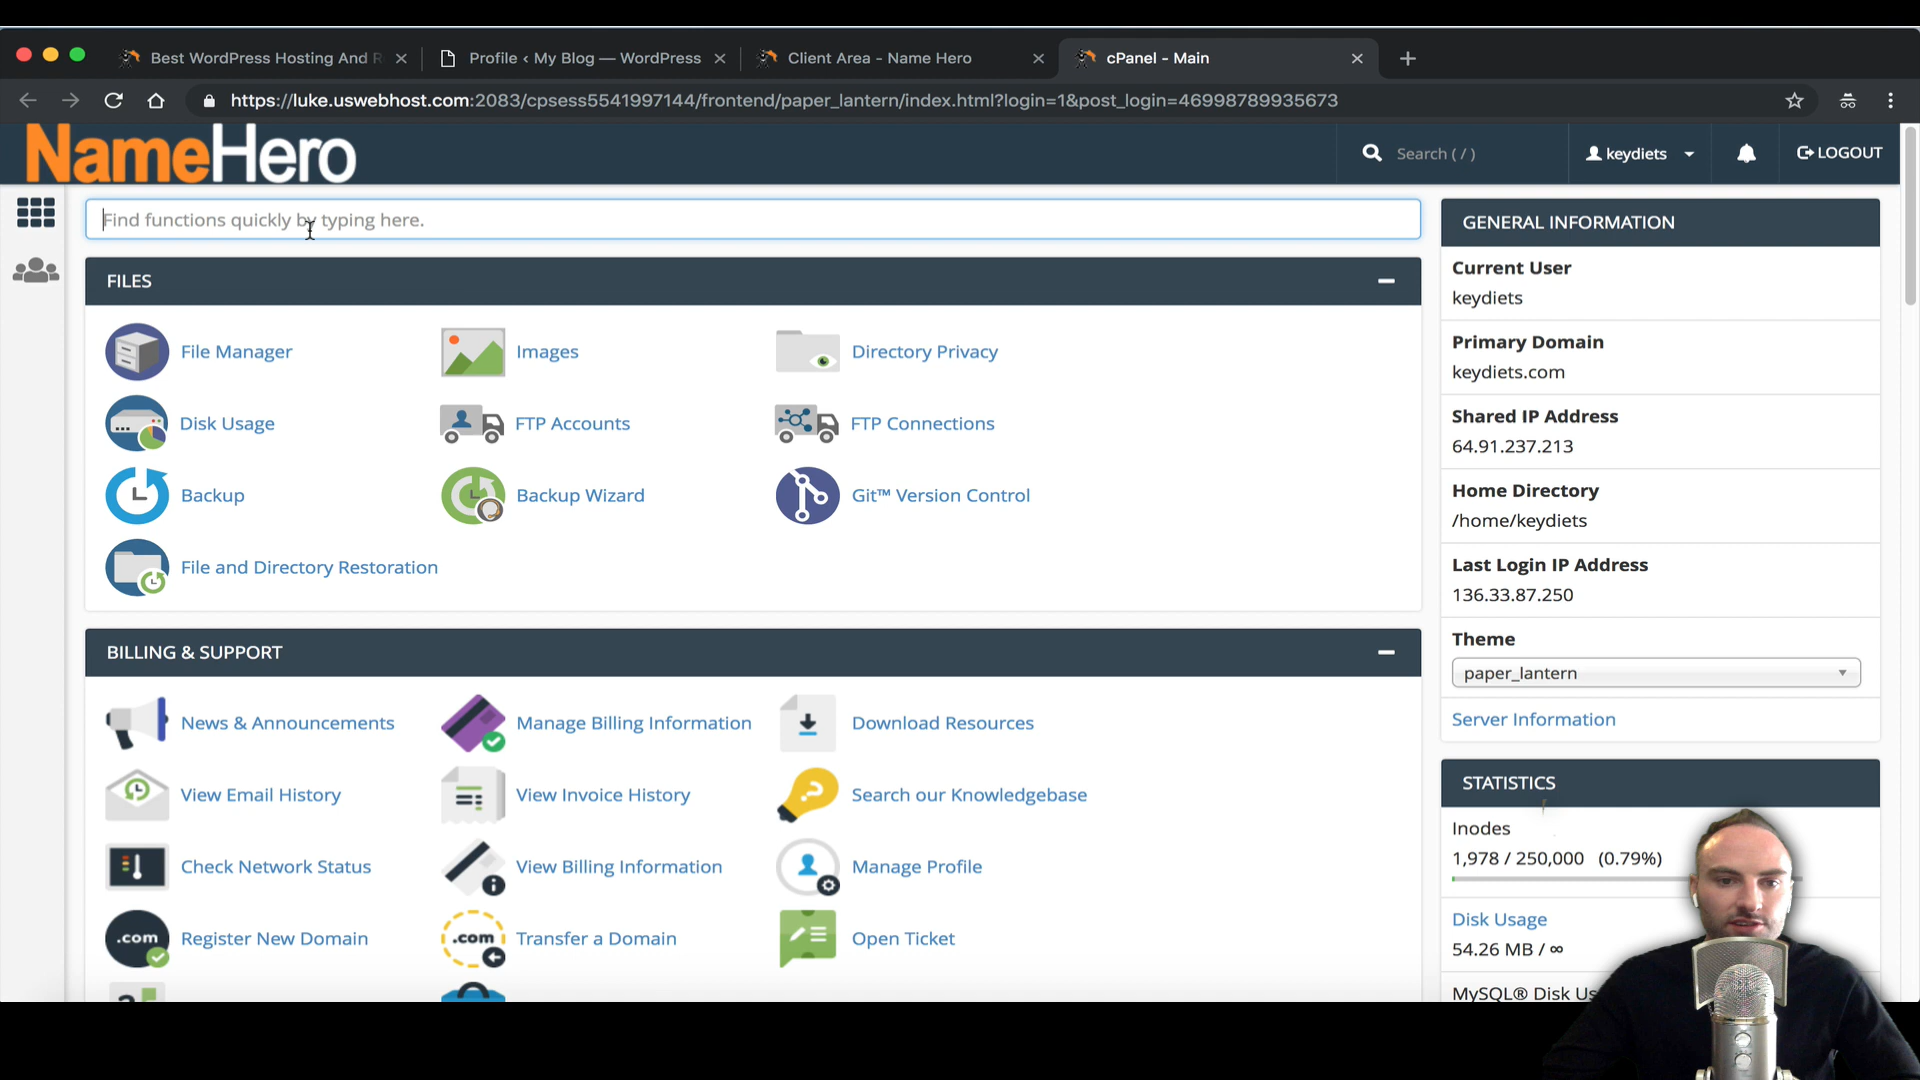 Best WordPress Hosting And R
Profile ‹ My Blog — WordPress
Client Area - Name Hero
cPanel - Main
https://luke.uswebhost.com:2083/cpsess5541997144/frontend/paper_lantern/index.html?login=1&post_login=46998789935673
NameHero
Search ( / )
keydiets
LOGOUT
Find functions quickly by typing here.
FILES
File Manager
Images
Directory Privacy
Disk Usage
FTP Accounts
FTP Connections
Backup
Backup Wizard
Git™ Version Control
File and Directory Restoration
BILLING & SUPPORT
News & Announcements
Manage Billing Information
Download Resources
View Email History
View Invoice History
Search our Knowledgebase
Check Network Status
View Billing Information
Manage Profile
.com
Register New Domain
.com
Transfer a Domain
Open Ticket
GENERAL INFORMATION
Current User
keydiets
Primary Domain
keydiets.com
Shared IP Address
64.91.237.213
Home Directory
/home/keydiets
Last Login IP Address
136.33.87.250
Theme
paper_lantern
Server Information
STATISTICS
Inodes
1,978 / 250,000 (0.79%)
Disk Usage
54.26 MB / ∞
MySQL® Disk Us